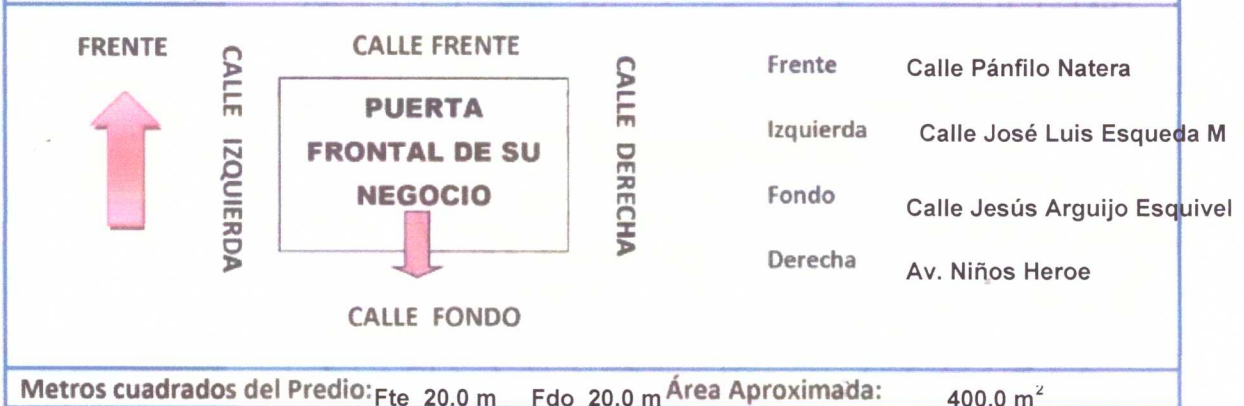 FRENTE
CALLE IZQUIERDA
CALLE FRENTE
PUERTA
FRONTAL DE SU
NEGOCIO
CALLE FONDO
CALLE DERECHA
Frente Calle Pánfilo Natera
Izquierda Calle José Luis Esqueda M
Fondo Calle Jesús Arguijo Esquivel
Derecha Av. Niños Heroe
Metros cuadrados del Predio: Fte 20.0 m Fdo 20.0 m Área Aproximada: 400.0 m²